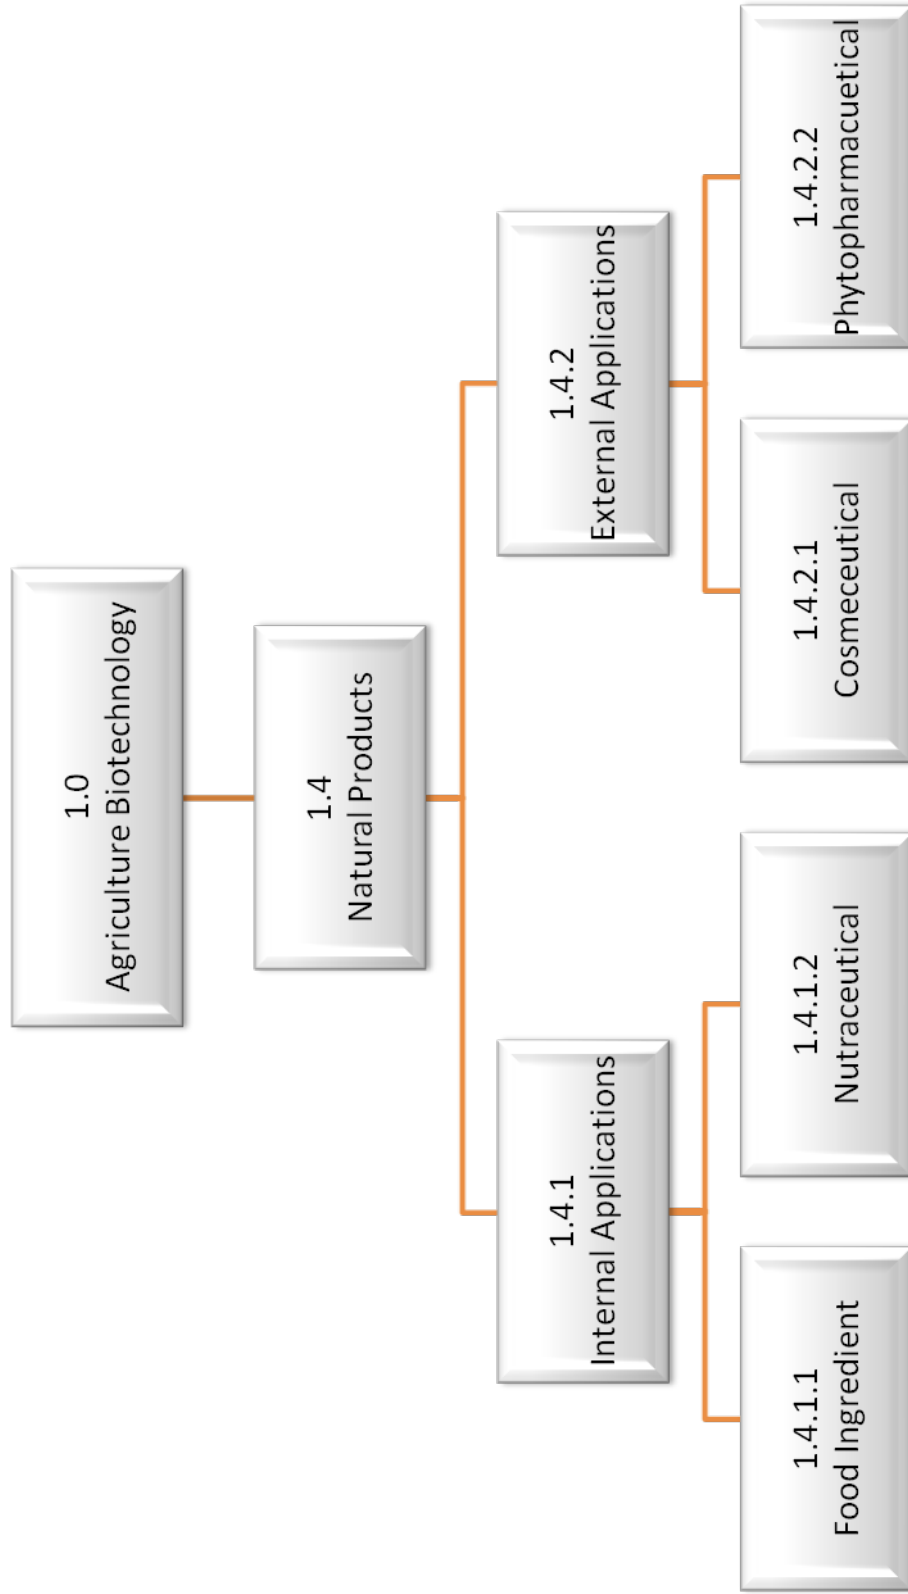 1.0
Agriculture Biotechnology
1.4
Natural Products
1.4.1
Internal Applications
1.4.2
External Applications
1.4.1.1
Food Ingredient
1.4.1.2
Nutraceutical
1.4.2.1
Cosmeceutical
1.4.2.2
Phytopharmacuetical